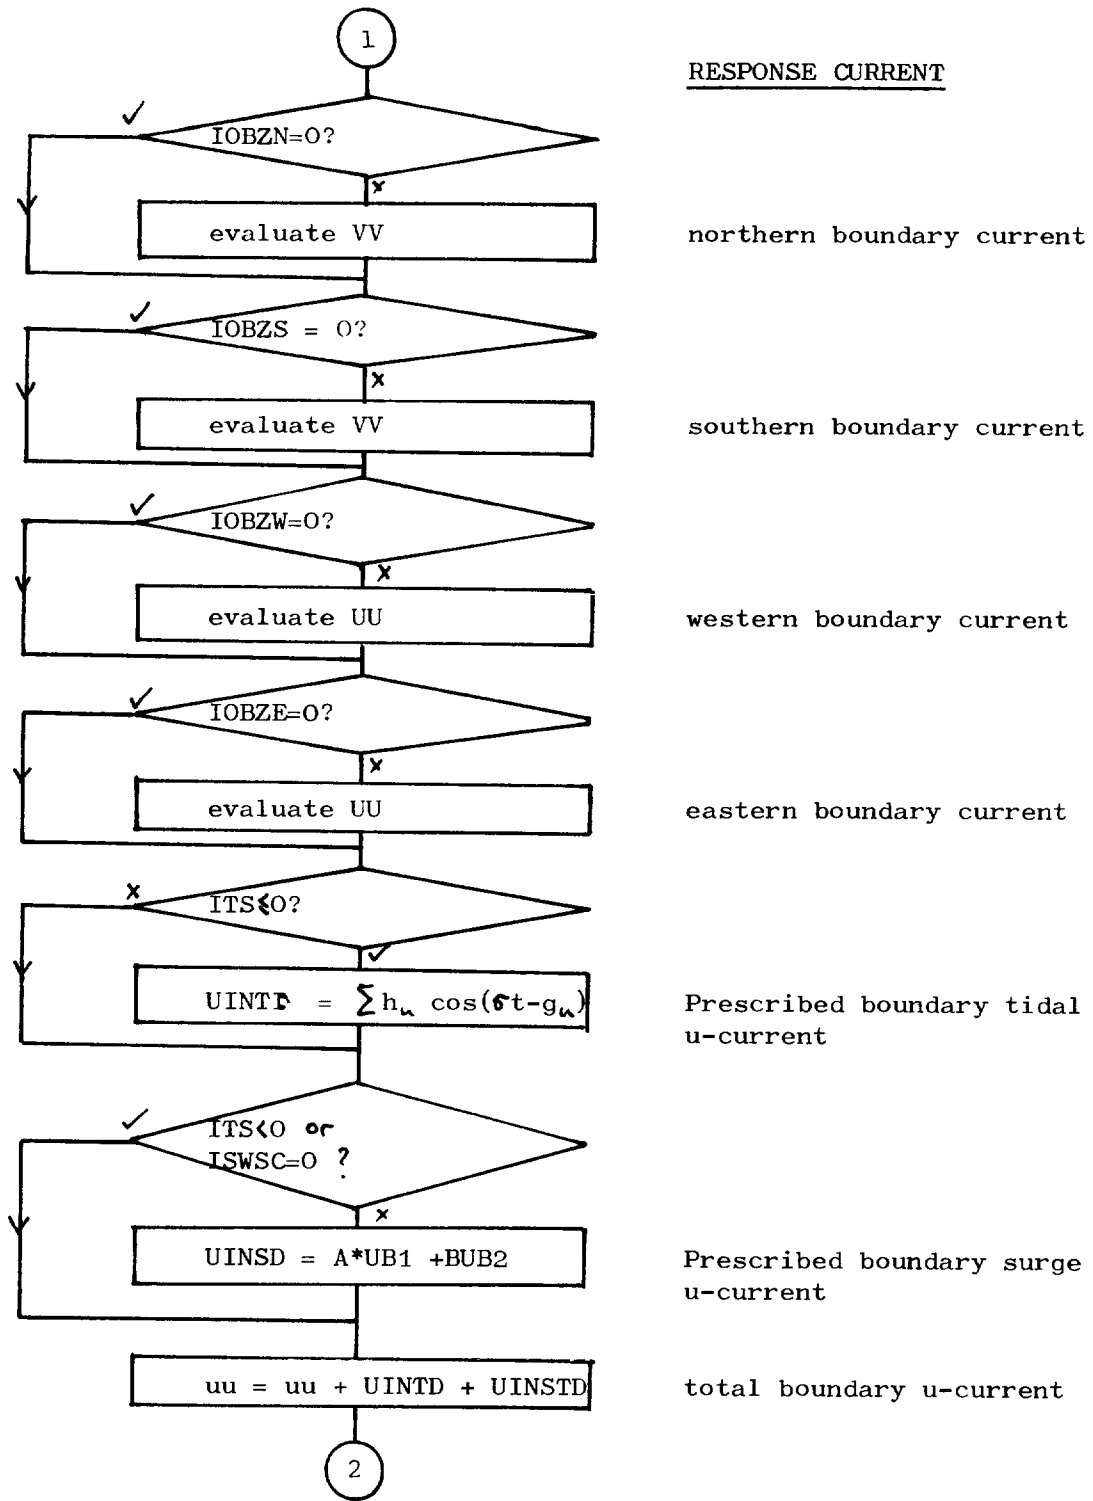 1
RESPONSE CURRENT
✓
IOBZN=O?
x
evaluate VV
northern boundary current
✓
IOBZS = O?
x
evaluate VV
southern boundary current
✓
IOBZW=O?
x
evaluate UU
western boundary current
✓
IOBZE=O?
x
evaluate UU
eastern boundary current
x
ITS≤O?
✓
UINTD = ∑hₙ cos(σt-gₙ)
Prescribed boundary tidal
u-current
✓
ITS<O or
ISWSC=O ?
x
UINSD = A*UB1 +BUB2
Prescribed boundary surge
u-current
uu = uu + UINTD + UINSTD
total boundary u-current
2